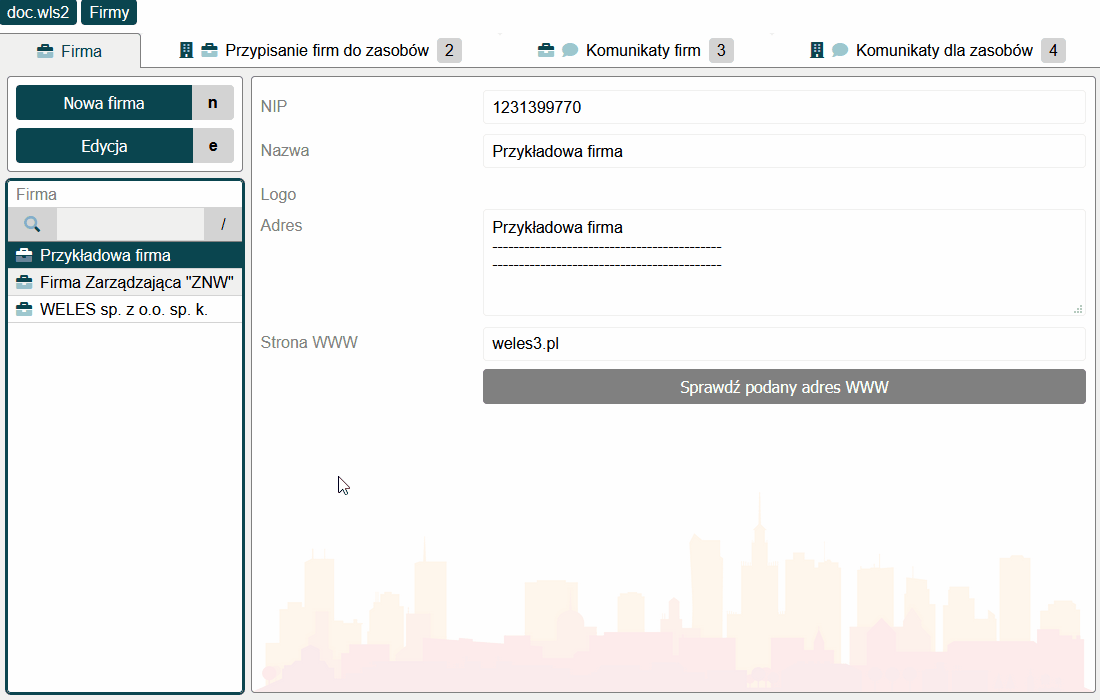 doc.wls2 Firmy
Firma Przypisanie firm do zasobów 2 Komunikaty firm 3 Komunikaty dla zasobów 4
Nowa firma n
Edycja e
Firma
/
Przykładowa firma
Firma Zarządzająca "ZNW"
WELES sp. z o.o. sp. k.
NIP 1231399770
Nazwa Przykładowa firma
Logo
Adres Przykładowa firma
-------------------------------------------
-------------------------------------------
Strona WWW weles3.pl
Sprawdź podany adres WWW